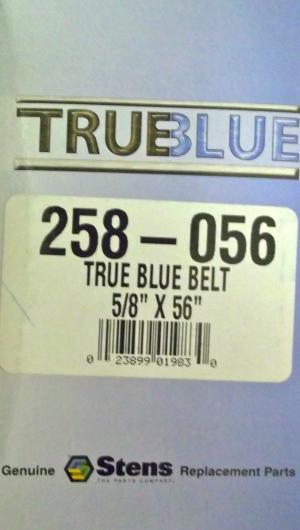 TRUEBLUE
258-056
TRUE BLUE BELT
5/8" X 56"
0 23899 01983 0
Genuine Stens Replacement Parts
THE PARTS COMPANY.